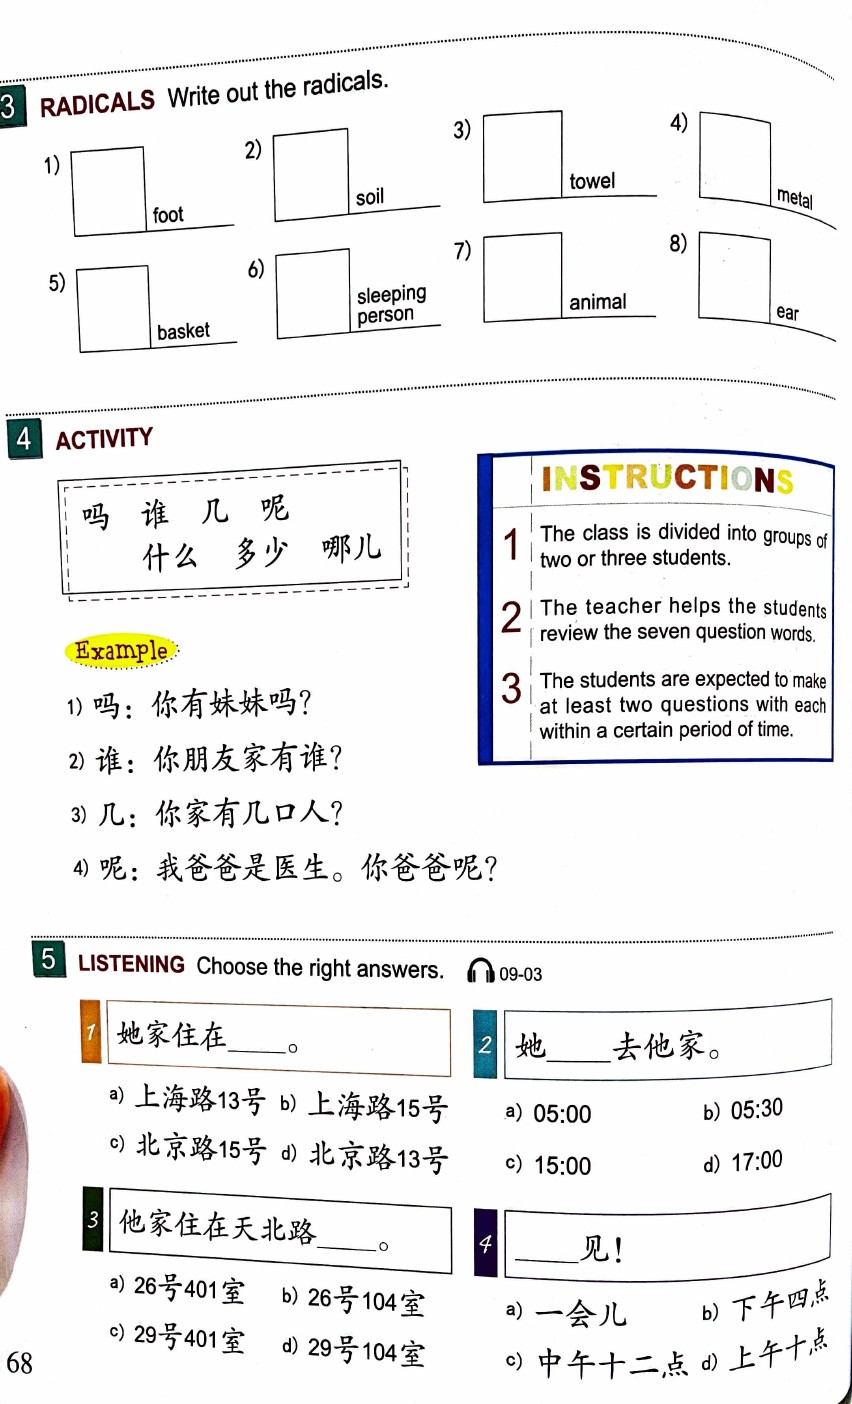 3 RADICALS Write out the radicals.
1) foot
2) soil
3) towel
4) metal
5) basket
6) sleeping person
7) animal
8) ear
4 ACTIVITY
吗 谁 几 呢
什么 多少 哪儿
INSTRUCTIONS
1 The class is divided into groups of
two or three students.
2 The teacher helps the students
review the seven question words.
3 The students are expected to make
at least two questions with each
within a certain period of time.
Example
1) 吗：你有妹妹吗？
2) 谁：你朋友家有谁？
3) 几：你家有几口人？
4) 呢：我爸爸是医生。你爸爸呢？
5 LISTENING Choose the right answers. 09-03
1 她家住在_____。
a) 上海路13号 b) 上海路15号
c) 北京路15号 d) 北京路13号
2 她_____去他家。
a) 05:00 b) 05:30
c) 15:00 d) 17:00
3 他家住在天北路_____。
a) 26号401室 b) 26号104室
c) 29号401室 d) 29号104室
4 _____见！
a) 一会儿 b) 下午四点
c) 中午十二点 d) 上午十点
68